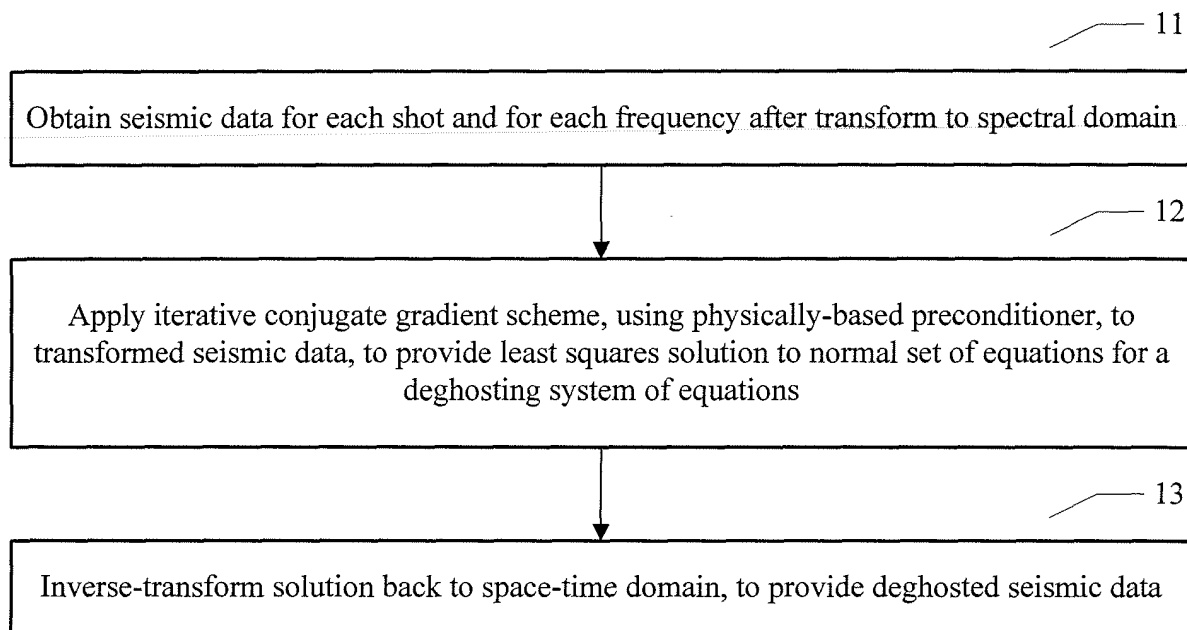 11
Obtain seismic data for each shot and for each frequency after transform to spectral domain
12
Apply iterative conjugate gradient scheme, using physically-based preconditioner, to
transformed seismic data, to provide least squares solution to normal set of equations for a
deghosting system of equations
13
Inverse-transform solution back to space-time domain, to provide deghosted seismic data